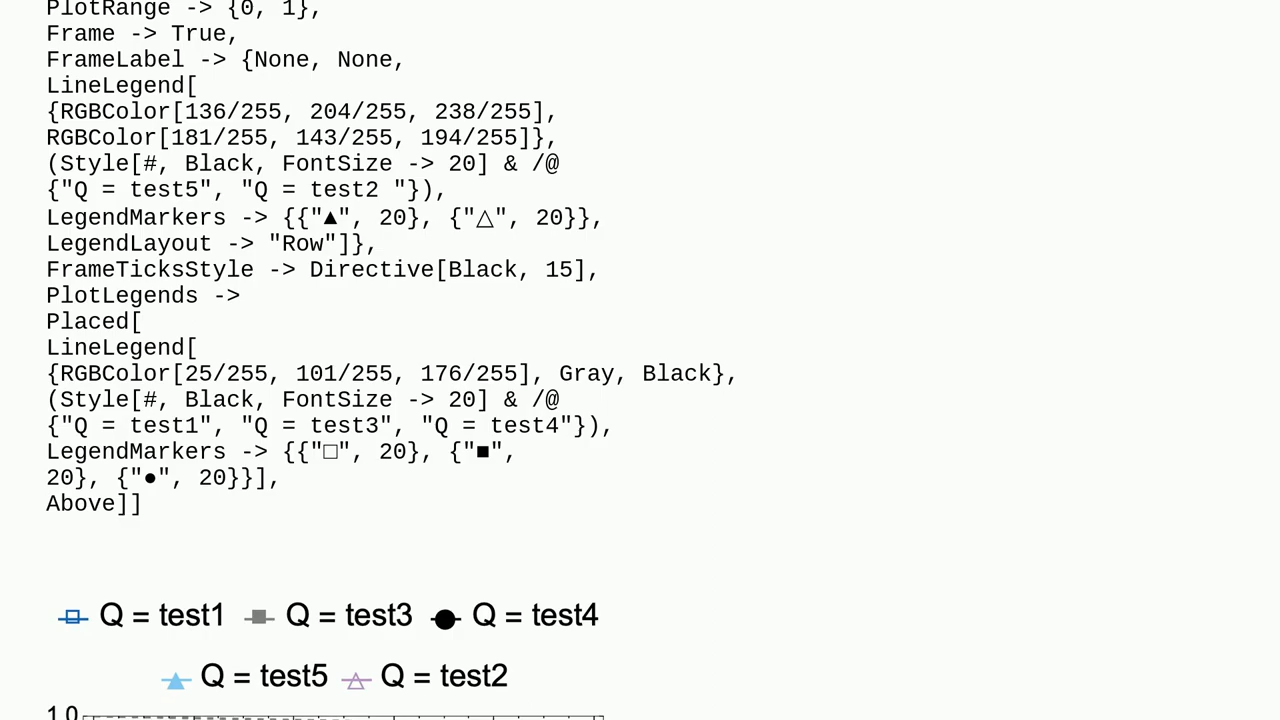 PlotRange -> {0, 1},
Frame -> True,
FrameLabel -> {None, None,
LineLegend[
{RGBColor[136/255, 204/255, 238/255],
RGBColor[181/255, 143/255, 194/255]},
(Style[#, Black, FontSize -> 20] & /@
{"Q = test5", "Q = test2 "}),
LegendMarkers -> {{"▲", 20}, {"△", 20}},
LegendLayout -> "Row"]},
FrameTicksStyle -> Directive[Black, 15],
PlotLegends ->
Placed[
LineLegend[
{RGBColor[25/255, 101/255, 176/255], Gray, Black},
(Style[#, Black, FontSize -> 20] & /@
{"Q = test1", "Q = test3", "Q = test4"}),
LegendMarkers -> {{"□", 20}, {"■",
20}, {"●", 20}}],
Above]]
Q = test1 Q = test3 Q = test4
Q = test5 Q = test2
1.0